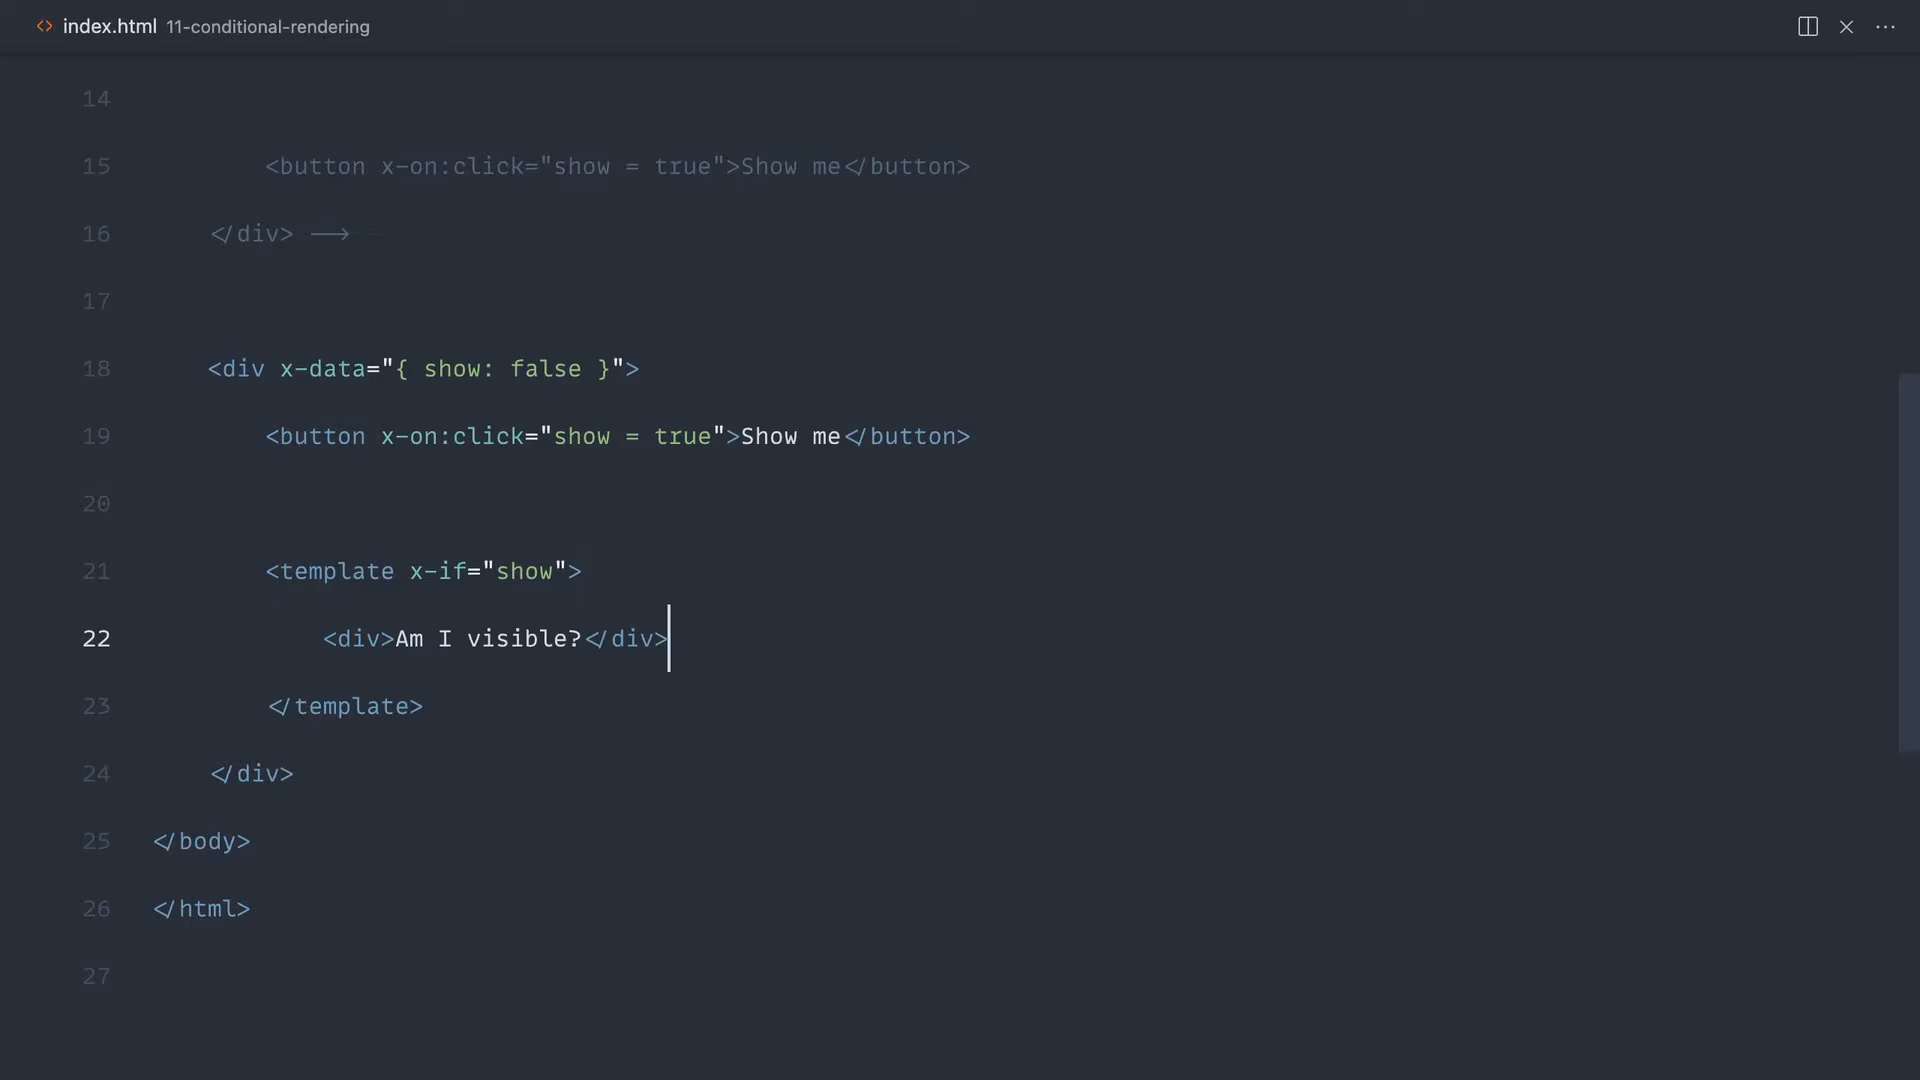 index.html 11-conditional-rendering
14
15 <button x-on:click="show = true">Show me</button>
16 </div> -->
17
18 <div x-data="{ show: false }">
19 <button x-on:click="show = true">Show me</button>
20
21 <template x-if="show">
22 <div>Am I visible?</div>
23 </template>
24 </div>
25 </body>
26 </html>
27